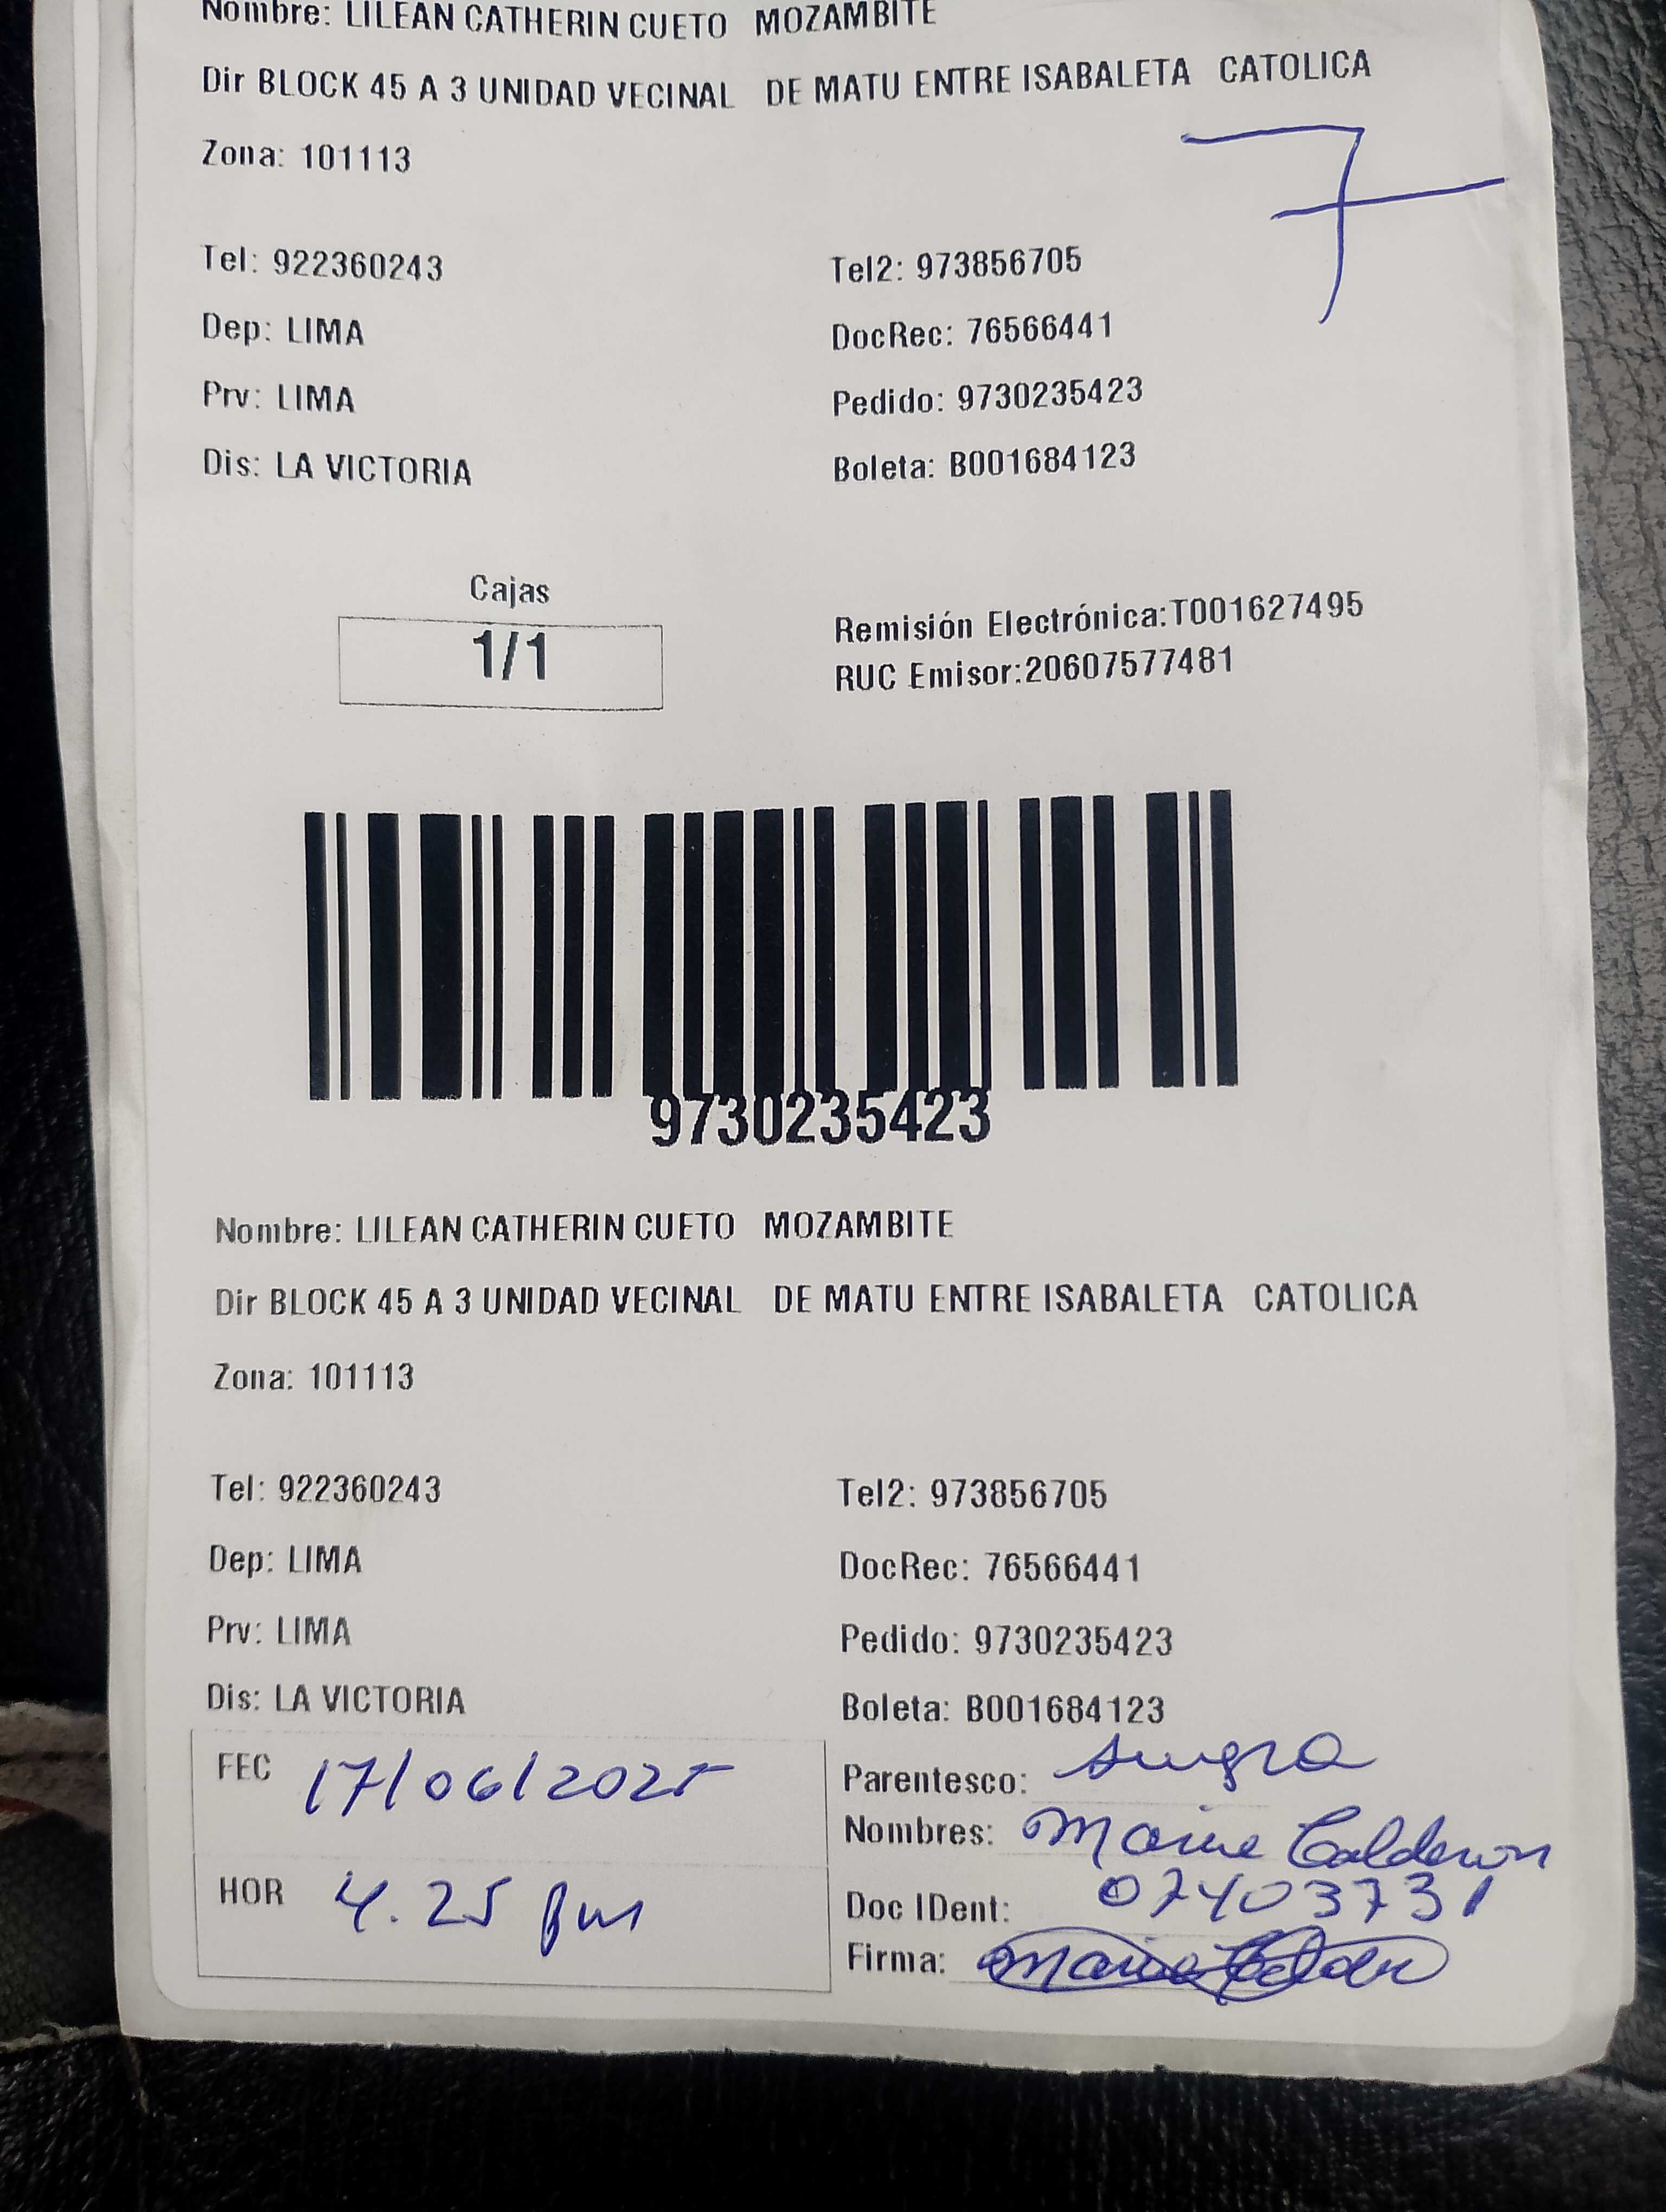 Nombre: LILEAN CATHERIN CUETO MOZAMBITE
Dir BLOCK 45 A 3 UNIDAD VECINAL DE MATU ENTRE ISABALETA CATOLICA
7
Zona: 101113
Tel: 922360243 Tel2: 973856705
Dep: LIMA DocRec: 76566441
Prv: LIMA Pedido: 9730235423
Dis: LA VICTORIA Boleta: B001684123
Cajas
1/1
Remisión Electrónica:T001627495
RUC Emisor:20607577481
9730235423
Nombre: LILEAN CATHERIN CUETO MOZAMBITE
Dir BLOCK 45 A 3 UNIDAD VECINAL DE MATU ENTRE ISABALETA CATOLICA
Zona: 101113
Tel: 922360243 Tel2: 973856705
Dep: LIMA DocRec: 76566441
Prv: LIMA Pedido: 9730235423
Dis: LA VICTORIA Boleta: B001684123
FEC 17/06/2025
HOR 4.25 pm
Parentesco: suegra
Nombres: Calderon
Doc IDent: 07403731
Firma: